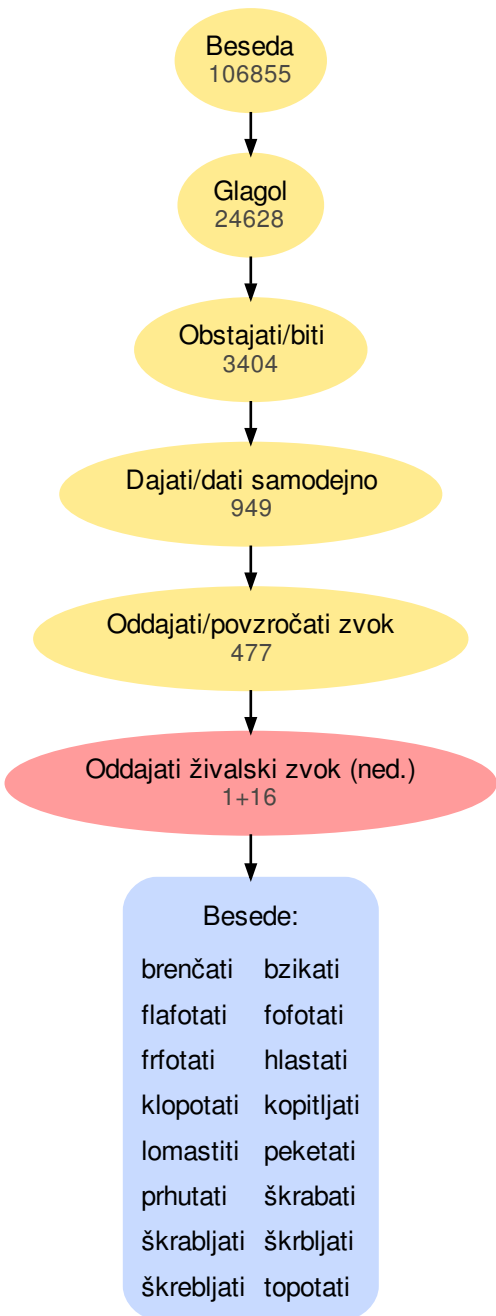 Beseda
106855
Glagol
24628
Obstajati/biti
3404
Dajati/dati samodejno
949
Oddajati/povzročati zvok
477
Oddajati živalski zvok (ned.)
1+16
Besede:
brenčati bzikati
flafotati fofotati
frfotati hlastati
klopotati kopitljati
lomastiti peketati
prhutati škrabati
škrabljati škrbljati
škrebljati topotati